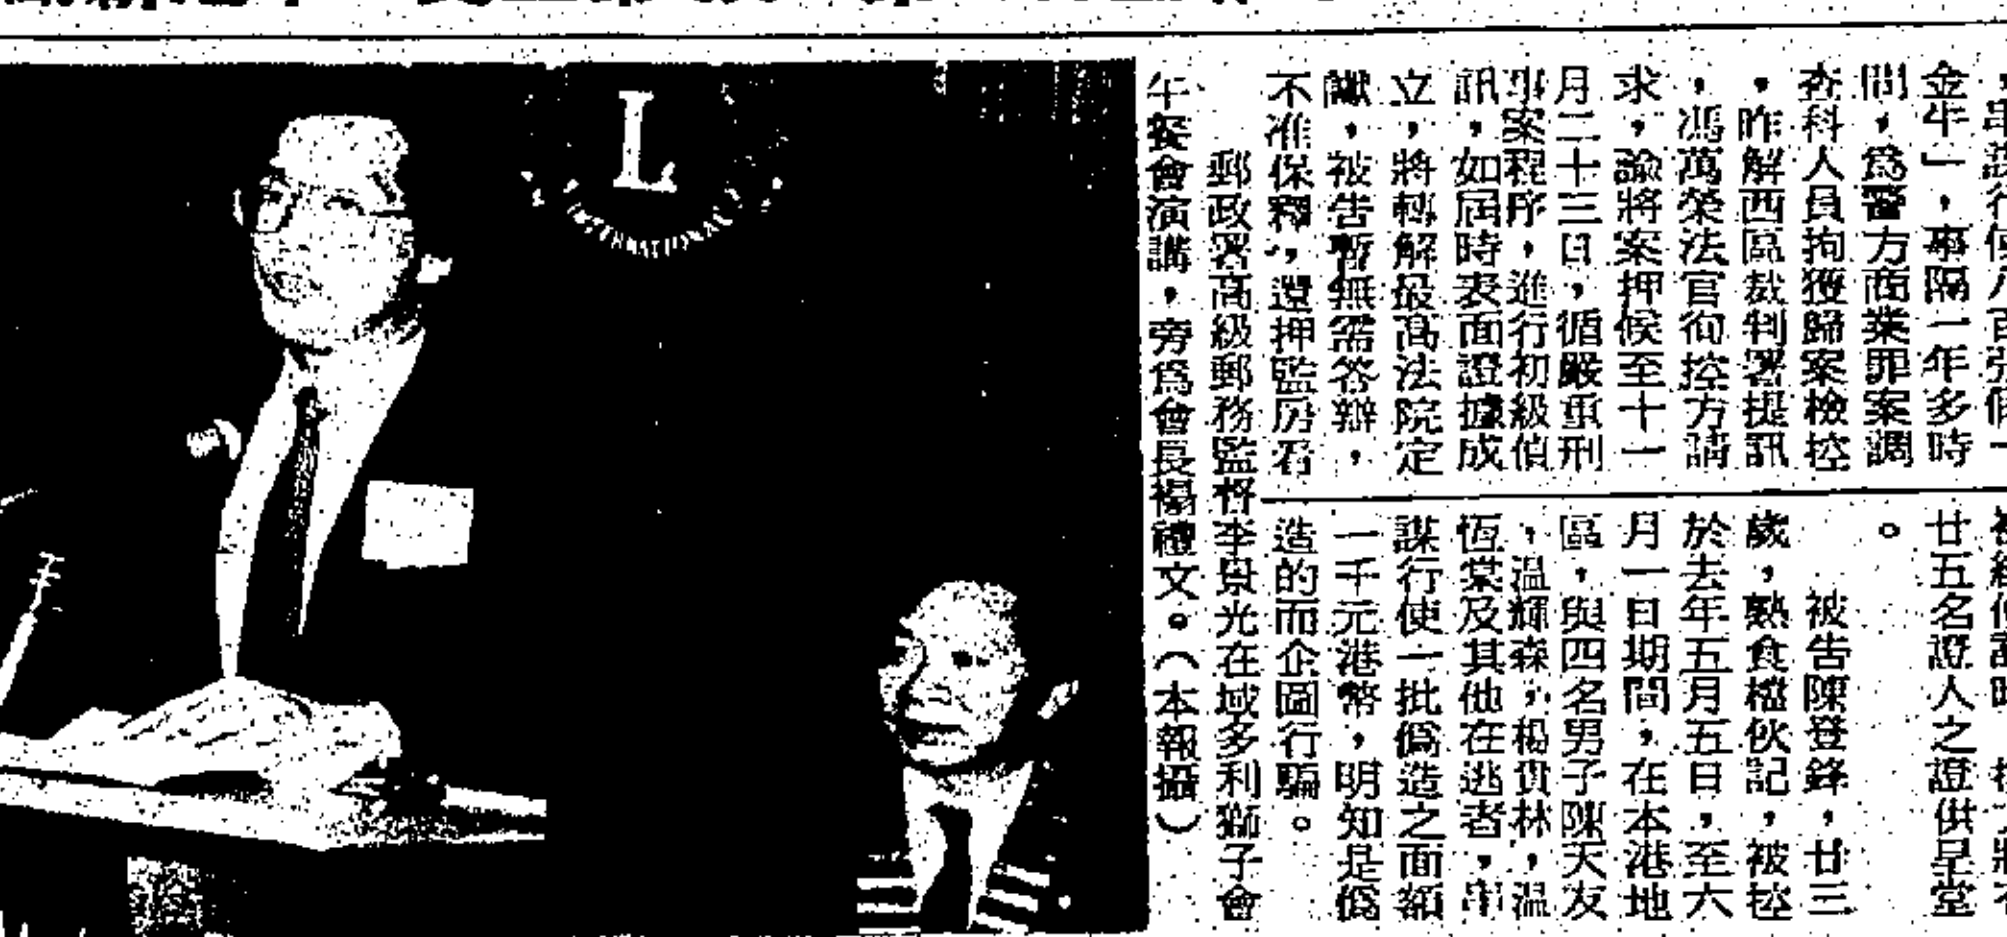 金牛」，事隔一年多時
間，為警方商業罪案調
查科人員拘獲歸案檢控
，昨解西區裁判署提訊
，馮萬榮法官徇控方請
求，諭將案押候至十一
月二十三日，循嚴重刑
事案程序，進行初級偵
訊，如屆時表面證據成
立，將轉解最高法院定
讞，被告暫無需答辯，
不准保釋，還押監房看
廿五名證人之證供呈堂
。
被告陳登鋒，廿三
歲，熟食檔伙記，被控
於去年五月五日，至六
月一日期間，在本港地
區，與四名男子陳天友
，温輝森，楊貴林，温
恆棠及其他在逃者，串
謀行使一批僞造之面額
一千元港幣，明知是僞
造的而企圖行騙。
郵政署高級郵務監督李景光在域多利獅子會
午餐會演講，旁爲會長楊禮文。（本報攝）
L
INTERNATIONAL